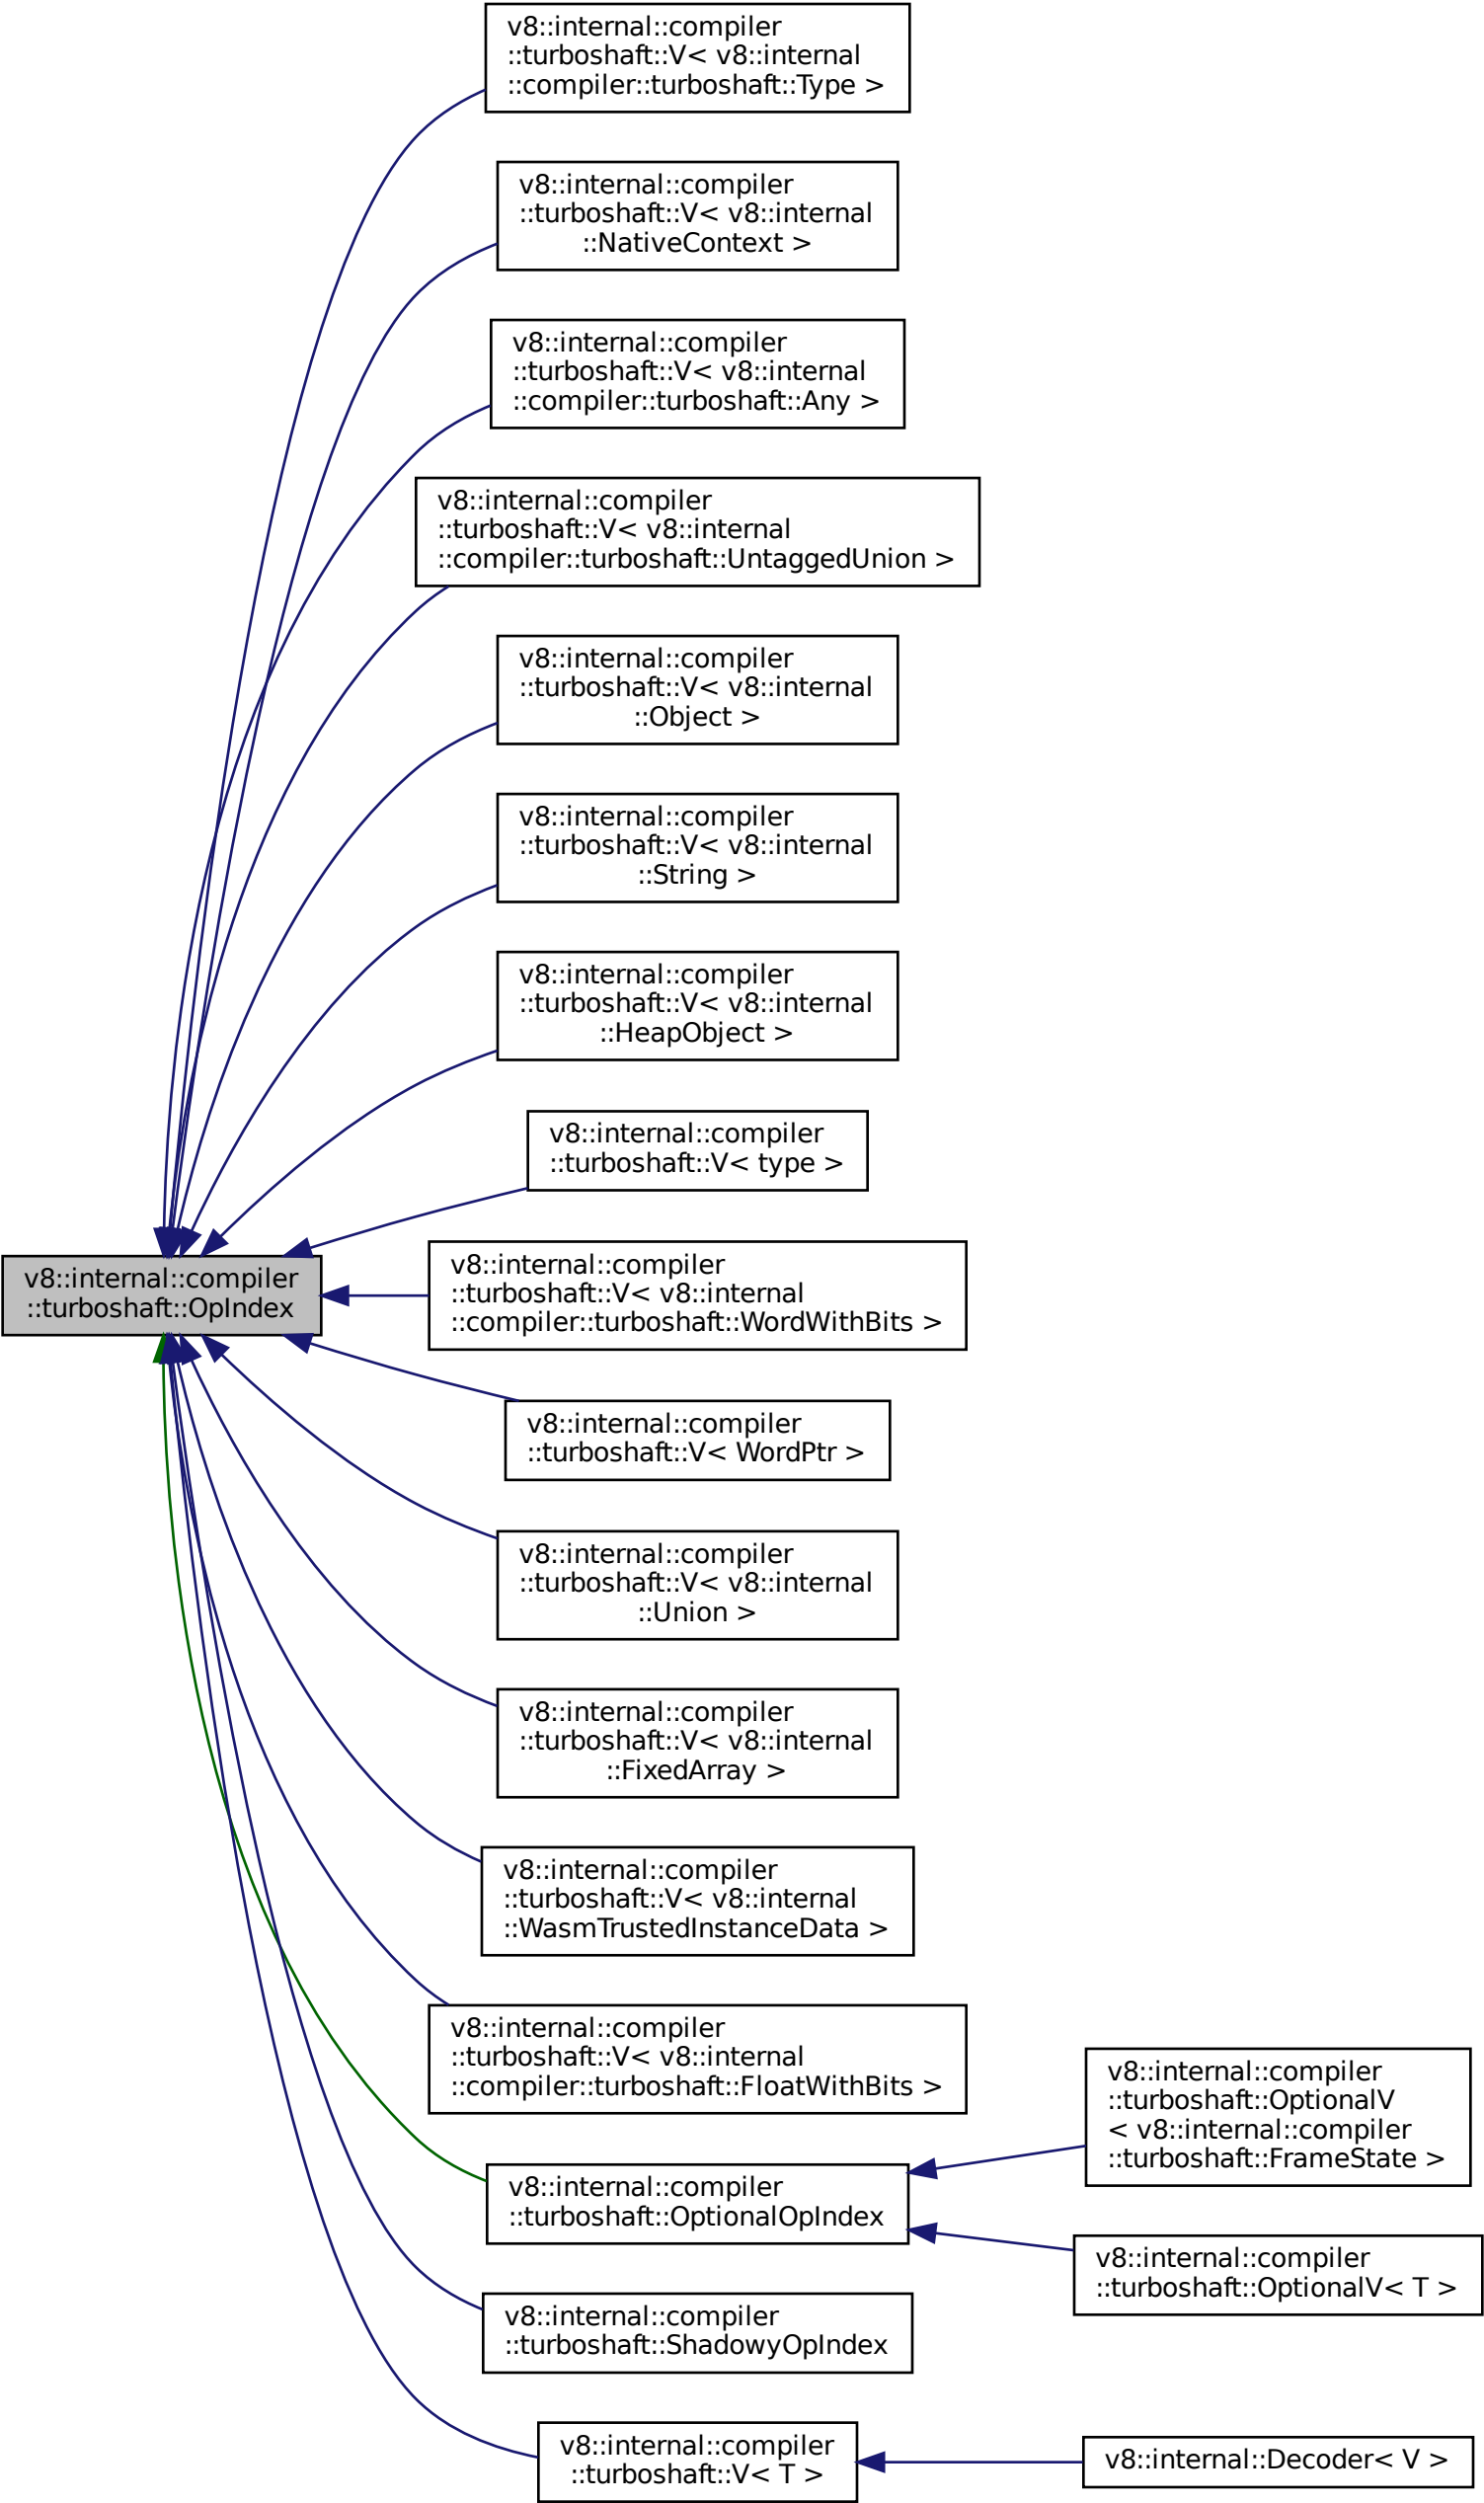 v8::internal::compiler
::turboshaft::V< v8::internal
::compiler::turboshaft::Type >
v8::internal::compiler
::turboshaft::V< v8::internal
::NativeContext >
v8::internal::compiler
::turboshaft::V< v8::internal
::compiler::turboshaft::Any >
v8::internal::compiler
::turboshaft::V< v8::internal
::compiler::turboshaft::UntaggedUnion >
v8::internal::compiler
::turboshaft::V< v8::internal
::Object >
v8::internal::compiler
::turboshaft::V< v8::internal
::String >
v8::internal::compiler
::turboshaft::V< v8::internal
::HeapObject >
v8::internal::compiler
::turboshaft::V< type >
v8::internal::compiler
::turboshaft::OpIndex
v8::internal::compiler
::turboshaft::V< v8::internal
::compiler::turboshaft::WordWithBits >
v8::internal::compiler
::turboshaft::V< WordPtr >
v8::internal::compiler
::turboshaft::V< v8::internal
::Union >
v8::internal::compiler
::turboshaft::V< v8::internal
::FixedArray >
v8::internal::compiler
::turboshaft::V< v8::internal
::WasmTrustedInstanceData >
v8::internal::compiler
::turboshaft::V< v8::internal
::compiler::turboshaft::FloatWithBits >
v8::internal::compiler
::turboshaft::OptionalV
< v8::internal::compiler
::turboshaft::FrameState >
v8::internal::compiler
::turboshaft::OptionalOpIndex
v8::internal::compiler
::turboshaft::OptionalV< T >
v8::internal::compiler
::turboshaft::ShadowyOpIndex
v8::internal::compiler
::turboshaft::V< T >
v8::internal::Decoder< V >